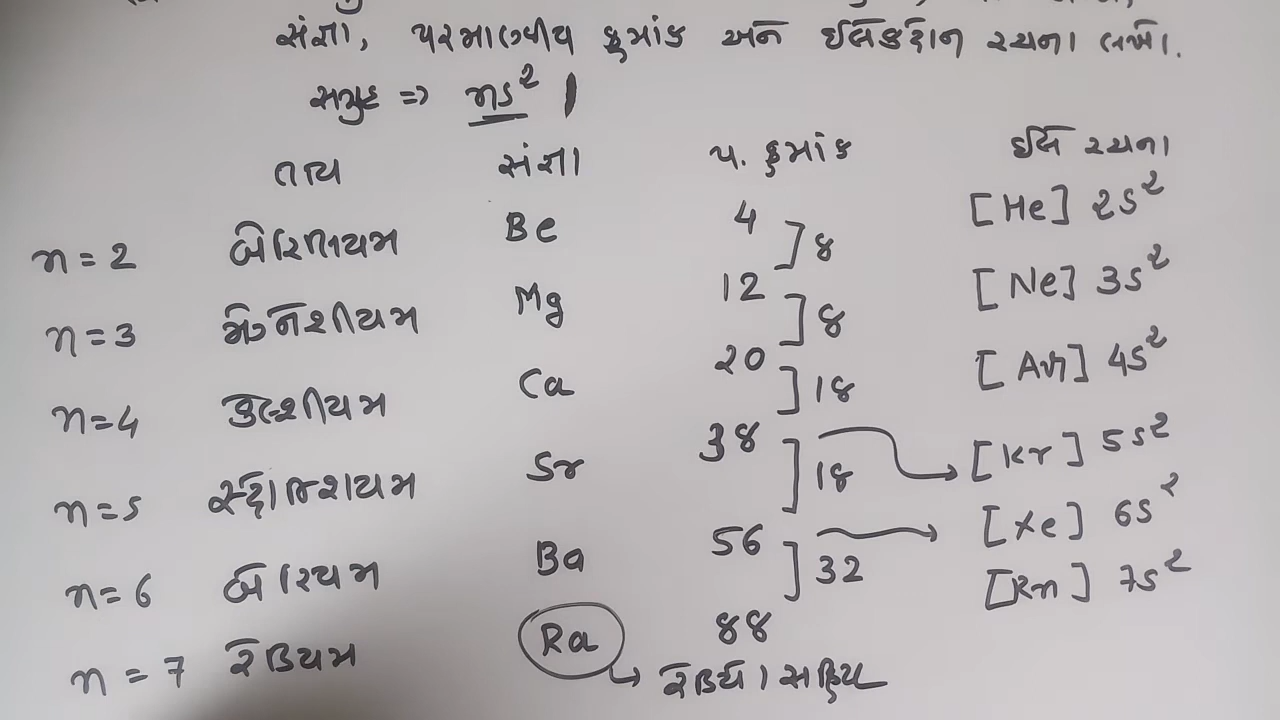 સંજ્ઞા, પરમાણ્વીય ક્રમાંક અને ઈલેક્ટ્રોન રચના લખો.
સમૂહ => ns²
તત્વ સંજ્ઞા પ. ક્રમાંક ઈલે રચના
n = 2 બેરિલિયમ Be 4 ]8 [He] 2s²
n = 3 મેગ્નેશીયમ Mg 12 ]8 [Ne] 3s²
n = 4 કેલ્શીયમ Ca 20 ]18 [Ar] 4s²
n = 5 સ્ટ્રોન્શિયમ Sr 38 ]18 → [Kr] 5s²
n = 6 બેરિયમ Ba 56 ]32 → [Xe] 6s²
n = 7 રેડિયમ Ra 88 [Rn] 7s²
↳ રેડિયો સક્રિય